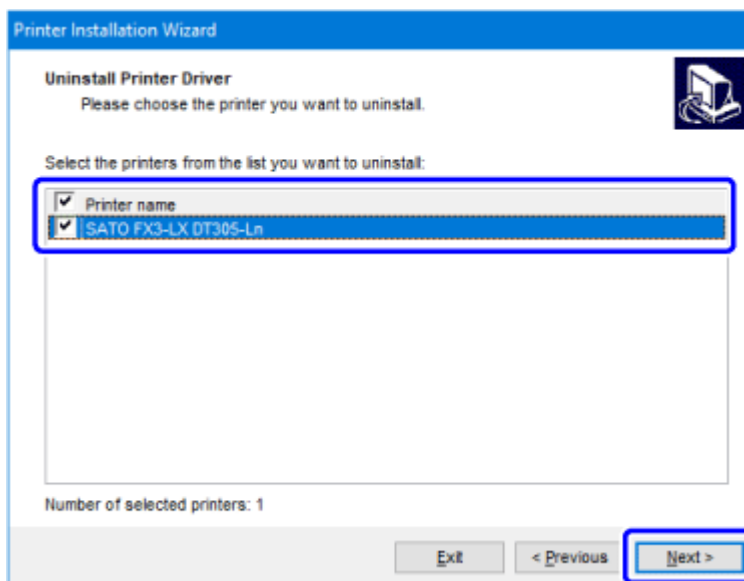 Printer Installation Wizard
Uninstall Printer Driver
Please choose the printer you want to uninstall.
Select the printers from the list you want to uninstall:
Printer name
SATO FX3-LX DT305-Ln
Number of selected printers: 1
Exit < Previous Next >